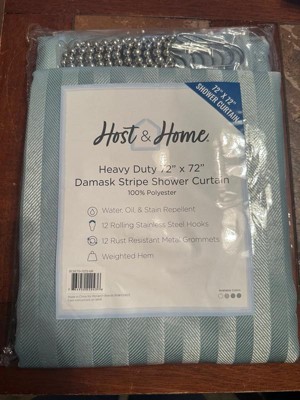 72" X 72"
SHOWER CURTAIN
Host & Home
Heavy Duty 72" x 72"
Damask Stripe Shower Curtain
100% Polyester
Water, Oil, & Stain Repellent
12 Rolling Stainless Steel Hooks
12 Rust Resistant Metal Grommets
Weighted Hem